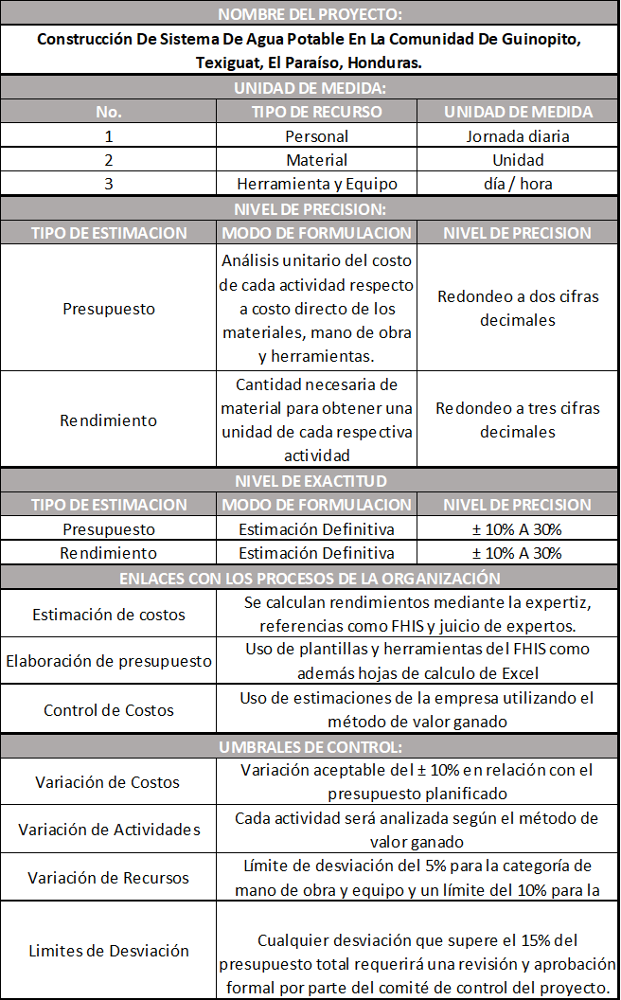 NOMBRE DEL PROYECTO:
Construcción De Sistema De Agua Potable En La Comunidad De Guinopito,
Texiguat, El Paraíso, Honduras.
UNIDAD DE MEDIDA:
No. TIPO DE RECURSO UNIDAD DE MEDIDA
1 Personal Jornada diaria
2 Material Unidad
3 Herramienta y Equipo día / hora
NIVEL DE PRECISION:
TIPO DE ESTIMACION MODO DE FORMULACION NIVEL DE PRECISION
Presupuesto
Análisis unitario del costo
de cada actividad respecto
a costo directo de los
materiales, mano de obra
y herramientas.
Redondeo a dos cifras
decimales
Rendimiento
Cantidad necesaria de
material para obtener una
unidad de cada respectiva
actividad
Redondeo a tres cifras
decimales
NIVEL DE EXACTITUD
TIPO DE ESTIMACION MODO DE FORMULACION NIVEL DE PRECISION
Presupuesto Estimación Definitiva ± 10% A 30%
Rendimiento Estimación Definitiva ± 10% A 30%
ENLACES CON LOS PROCESOS DE LA ORGANIZACIÓN
Estimación de costos
Se calculan rendimientos mediante la expertiz,
referencias como FHIS y juicio de expertos.
Elaboración de presupuesto
Uso de plantillas y herramientas del FHIS como
además hojas de calculo de Excel
Control de Costos
Uso de estimaciones de la empresa utilizando el
método de valor ganado
UMBRALES DE CONTROL:
Variación de Costos
Variación aceptable del ± 10% en relación con el
presupuesto planificado
Variación de Actividades
Cada actividad será analizada según el método de
valor ganado
Variación de Recursos
Límite de desviación del 5% para la categoría de
mano de obra y equipo y un límite del 10% para la
Limites de Desviación
Cualquier desviación que supere el 15% del
presupuesto total requerirá una revisión y aprobación
formal por parte del comité de control del proyecto.